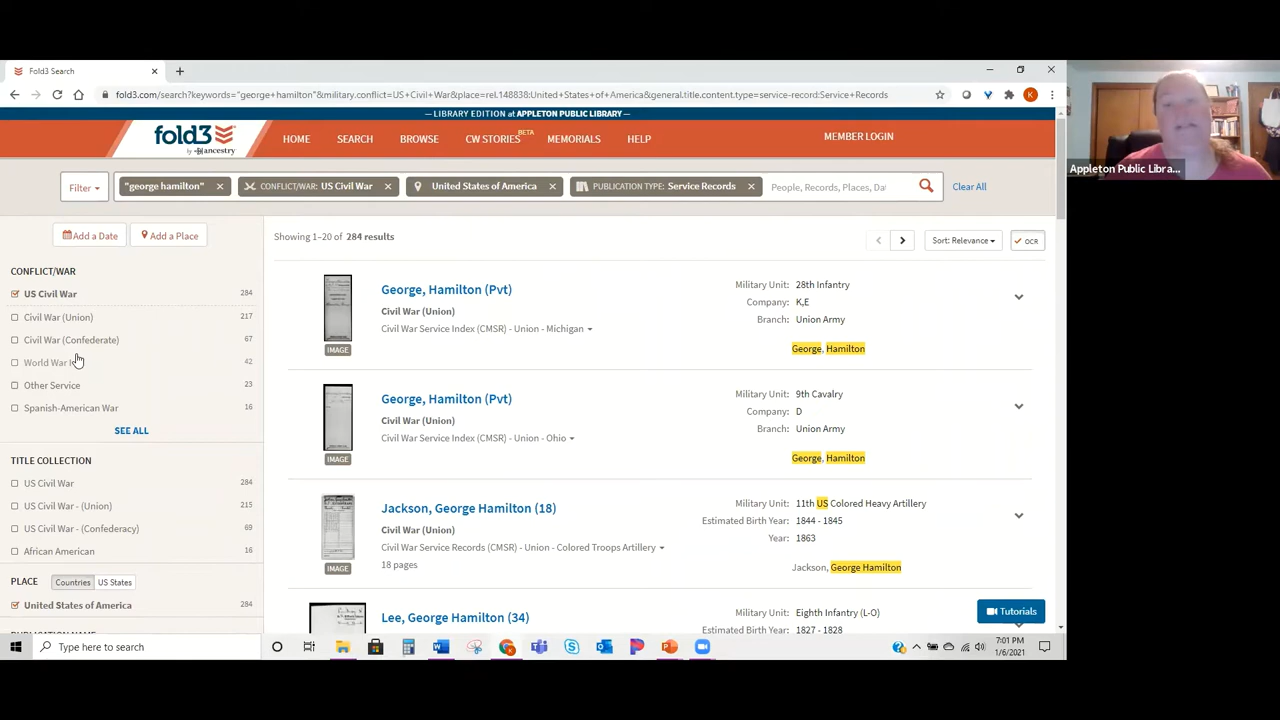 Fold3 Search
fold3.com/search?keywords="george+hamilton"&military.conflict=US+Civil+War&place=rel.148838:United+States+of+America&general.title.content.type=service-record:Service+Records
K
— LIBRARY EDITION at APPLETON PUBLIC LIBRARY —
fold3
by ancestry
HOME
SEARCH
BROWSE
CW STORIES BETA
MEMORIALS
HELP
MEMBER LOGIN
Filter
"george hamilton"
CONFLICT/WAR: US Civil War
United States of America
PUBLICATION TYPE: Service Records
People, Records, Places, Da
Clear All
Appleton Public Libra...
Add a Date
Add a Place
CONFLICT/WAR
US Civil War 284
Civil War (Union) 217
Civil War (Confederate) 67
World War 42
Other Service 23
Spanish-American War 16
SEE ALL
TITLE COLLECTION
US Civil War 284
US Civil War - (Union) 215
US Civil War - (Confederacy) 69
African American 16
PLACE Countries US States
United States of America 284
PUBLICATION NAME
Showing 1–20 of 284 results
Sort: Relevance
OCR
IMAGE
George, Hamilton (Pvt)
Civil War (Union)
Civil War Service Index (CMSR) - Union - Michigan
Military Unit: 28th Infantry
Company: K,E
Branch: Union Army
George, Hamilton
IMAGE
George, Hamilton (Pvt)
Civil War (Union)
Civil War Service Index (CMSR) - Union - Ohio
Military Unit: 9th Cavalry
Company: D
Branch: Union Army
George, Hamilton
IMAGE
Jackson, George Hamilton (18)
Civil War (Union)
Civil War Service Records (CMSR) - Union - Colored Troops Artillery
18 pages
Military Unit: 11th US Colored Heavy Artillery
Estimated Birth Year: 1844 - 1845
Year: 1863
Jackson, George Hamilton
Lee, George Hamilton (34)
Military Unit: Eighth Infantry (L-O)
Estimated Birth Year: 1827 - 1828
Tutorials
Type here to search
7:01 PM
1/6/2021